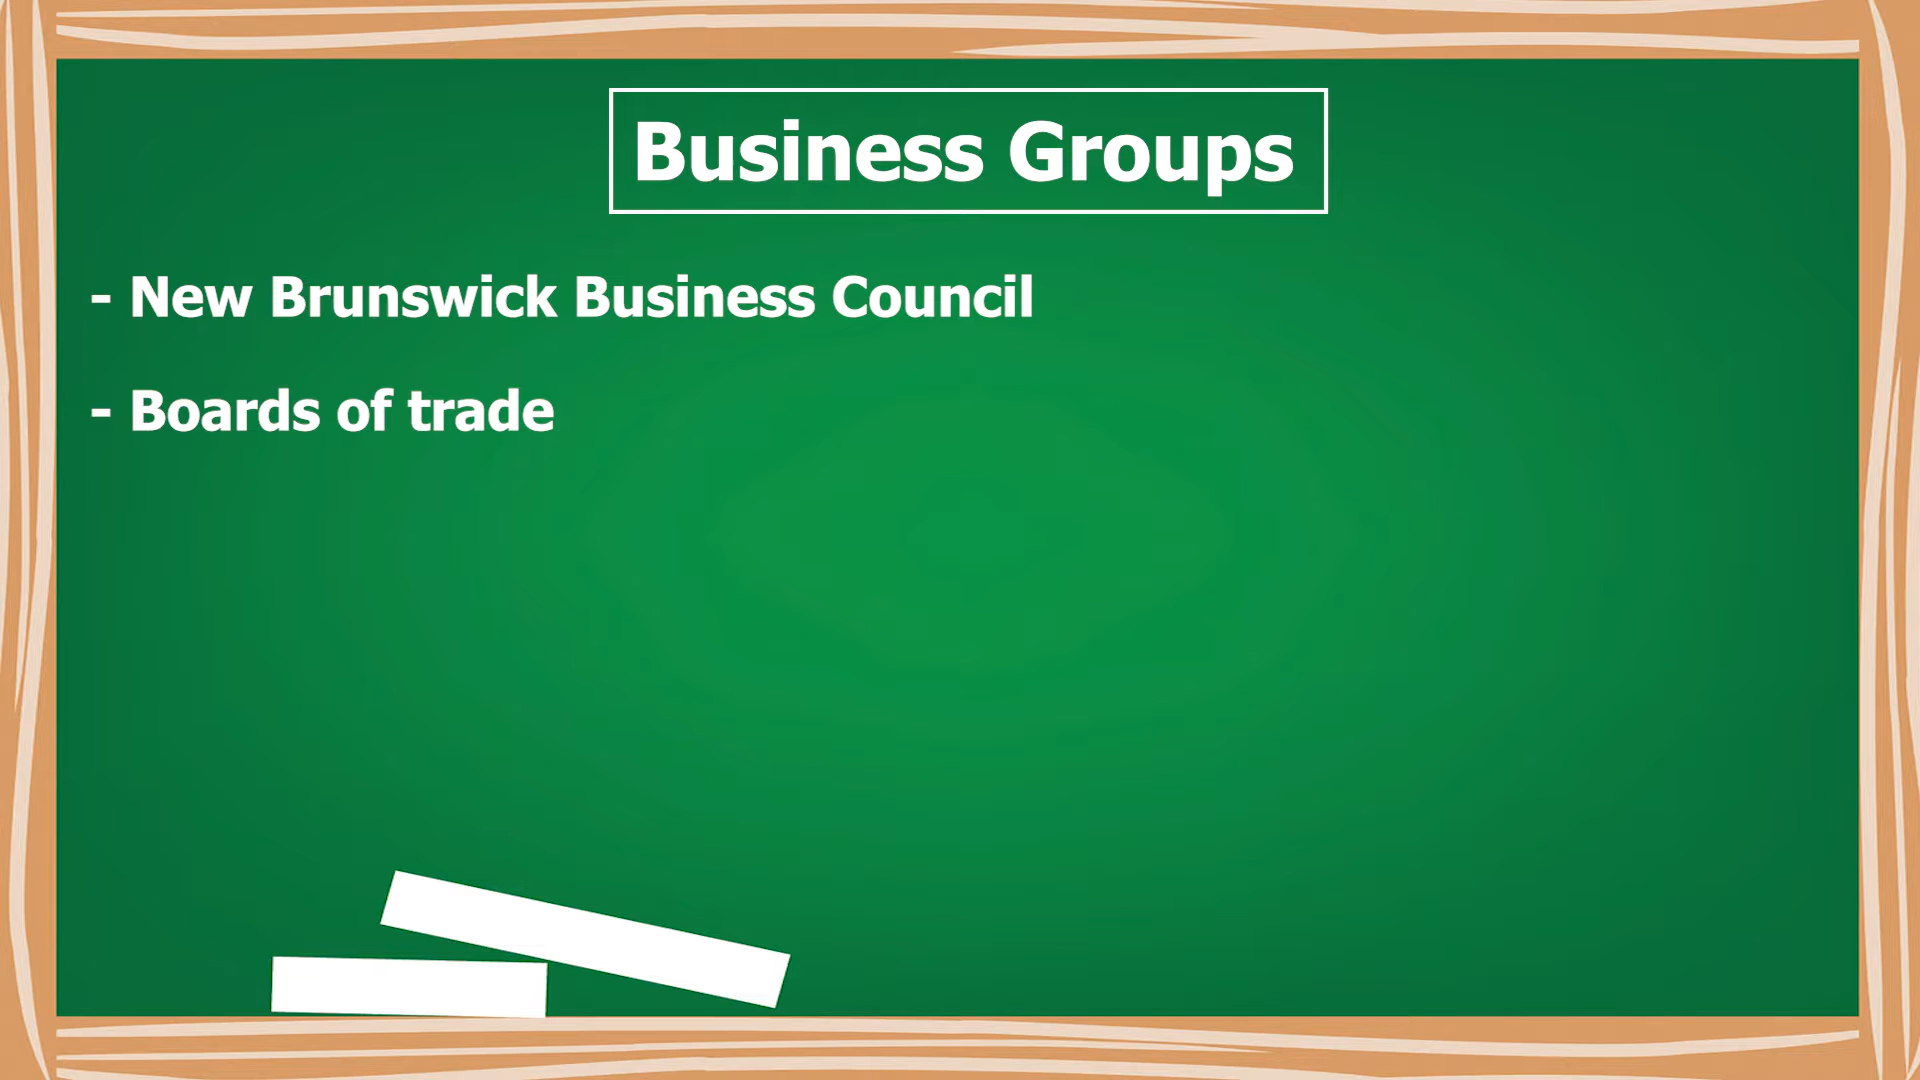 Business Groups
- New Brunswick Business Council
- Boards of trade